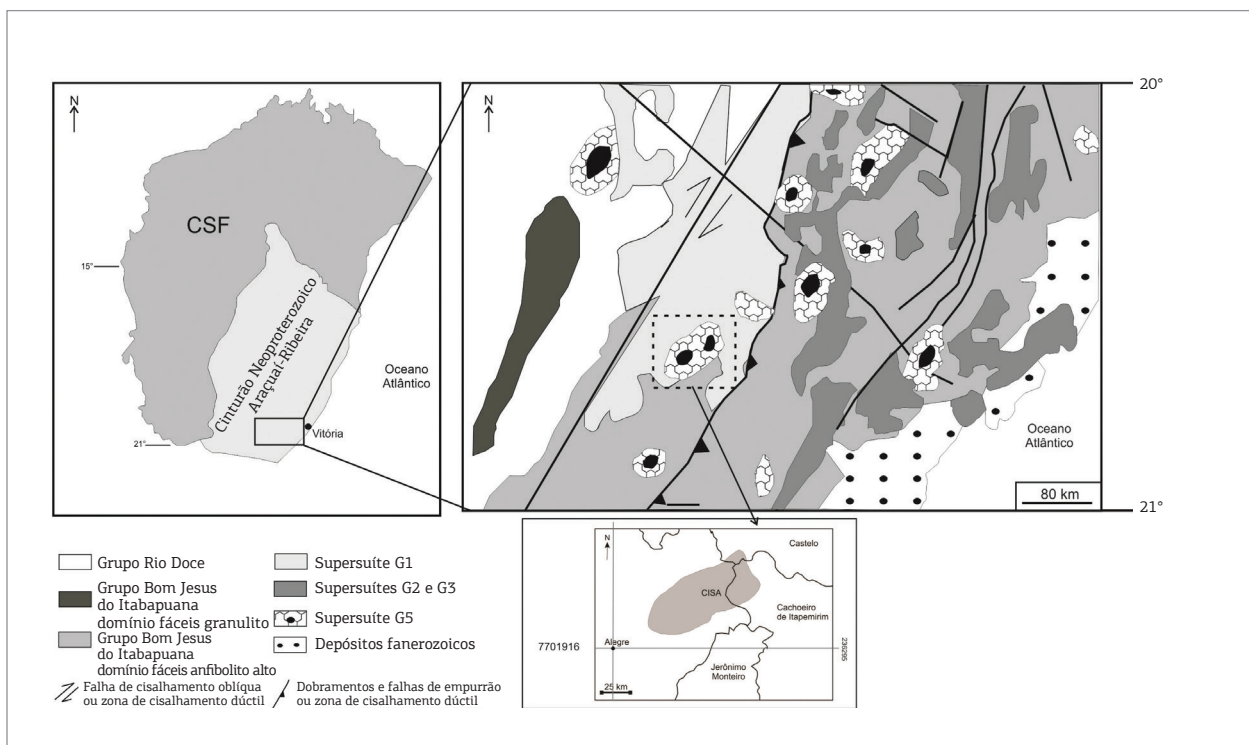 N
CSF
15°
Cinturão Neoproterozoico
Araçuaí-Ribeira
Oceano
Atlântico
Vitória
21°
N
20°
Oceano
Atlântico
80 km
21°
Grupo Rio Doce
Grupo Bom Jesus
do Itabapuana
domínio fáceis granulito
Grupo Bom Jesus
do Itabapuana
domínio fáceis anfibolito alto
Falha de cisalhamento oblíqua
ou zona de cisalhamento dúctil
Supersuíte G1
Supersuítes G2 e G3
Supersuíte G5
Depósitos fanerozoicos
Dobramentos e falhas de empurrão
ou zona de cisalhamento dúctil
N
Castelo
CISA
Cachoeiro
de Itapemirim
Alegre
7701916
236295
Jerônimo
Monteiro
25 km